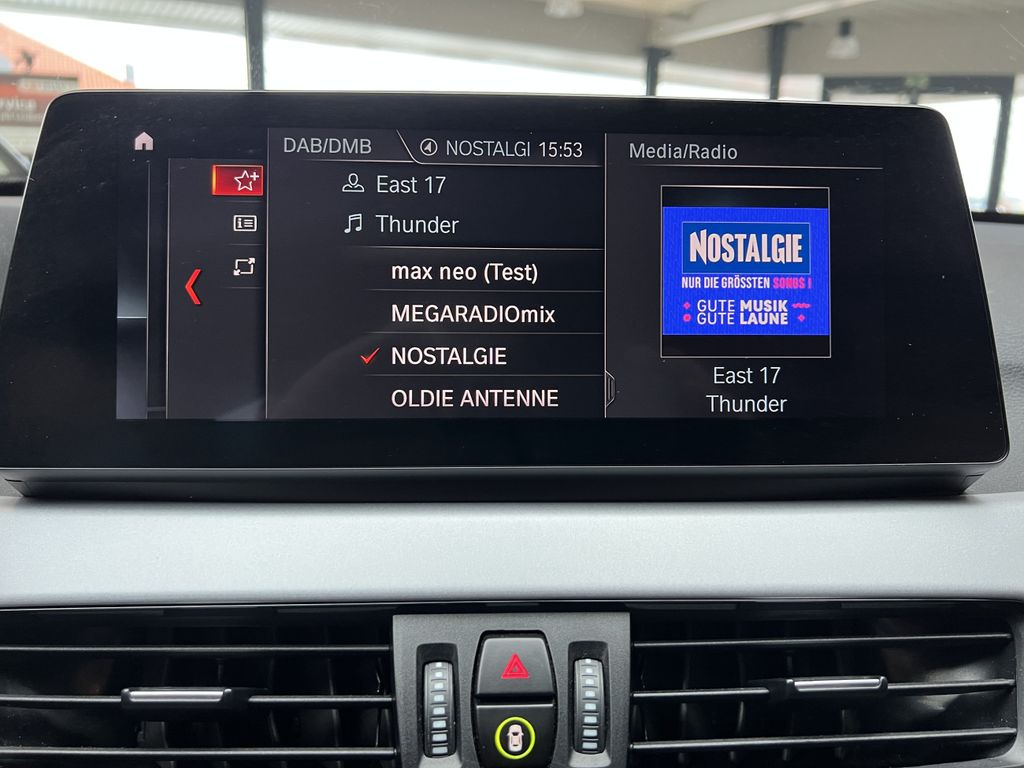 DAB/DMB
NOSTALGI 15:53
East 17
Thunder
max neo (Test)
MEGARADIOmix
NOSTALGIE
OLDIE ANTENNE
Media/Radio
NOSTALGIE
NUR DIE GRÖSSTEN SONGS!
GUTE MUSIK
GUTE LAUNE
East 17
Thunder